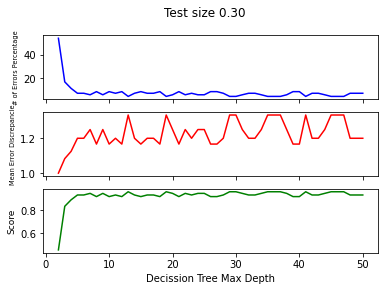 Test size 0.30
# of Errors Percentage
40
20
Mean Error Discrepancie
1.2
1.0
Score
0.8
0.6
0 10 20 30 40 50
Decission Tree Max Depth